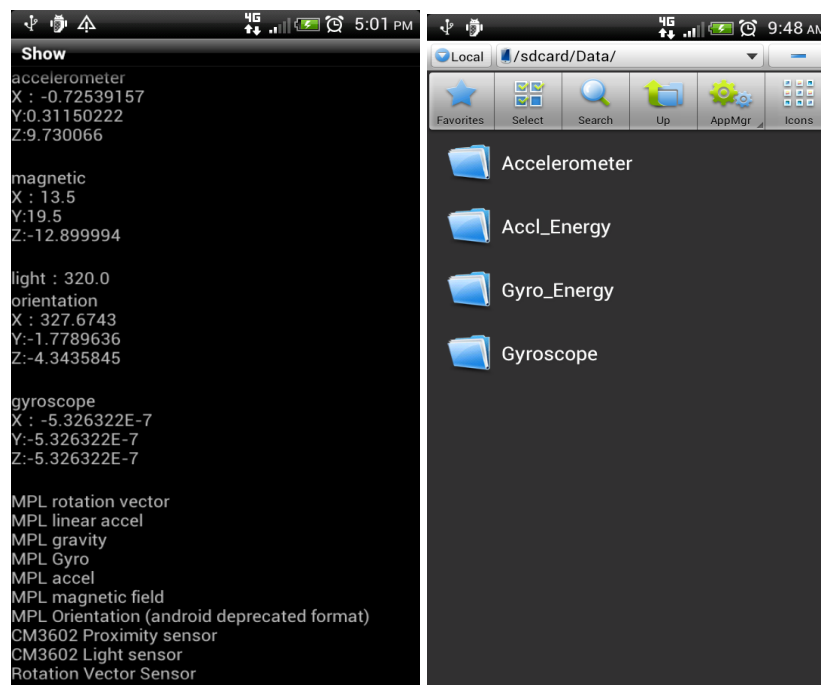 4G 5:01 PM
Show
accelerometer
X : -0.72539157
Y:0.31150222
Z:9.730066
magnetic
X : 13.5
Y:19.5
Z:-12.899994
light : 320.0
orientation
X : 327.6743
Y:-1.7789636
Z:-4.3435845
gyroscope
X : -5.326322E-7
Y:-5.326322E-7
Z:-5.326322E-7
MPL rotation vector
MPL linear accel
MPL gravity
MPL Gyro
MPL accel
MPL magnetic field
MPL Orientation (android deprecated format)
CM3602 Proximity sensor
CM3602 Light sensor
Rotation Vector Sensor
4G 9:48 AM
Local /sdcard/Data/
Favorites Select Search Up AppMgr Icons
Accelerometer
Accl_Energy
Gyro_Energy
Gyroscope